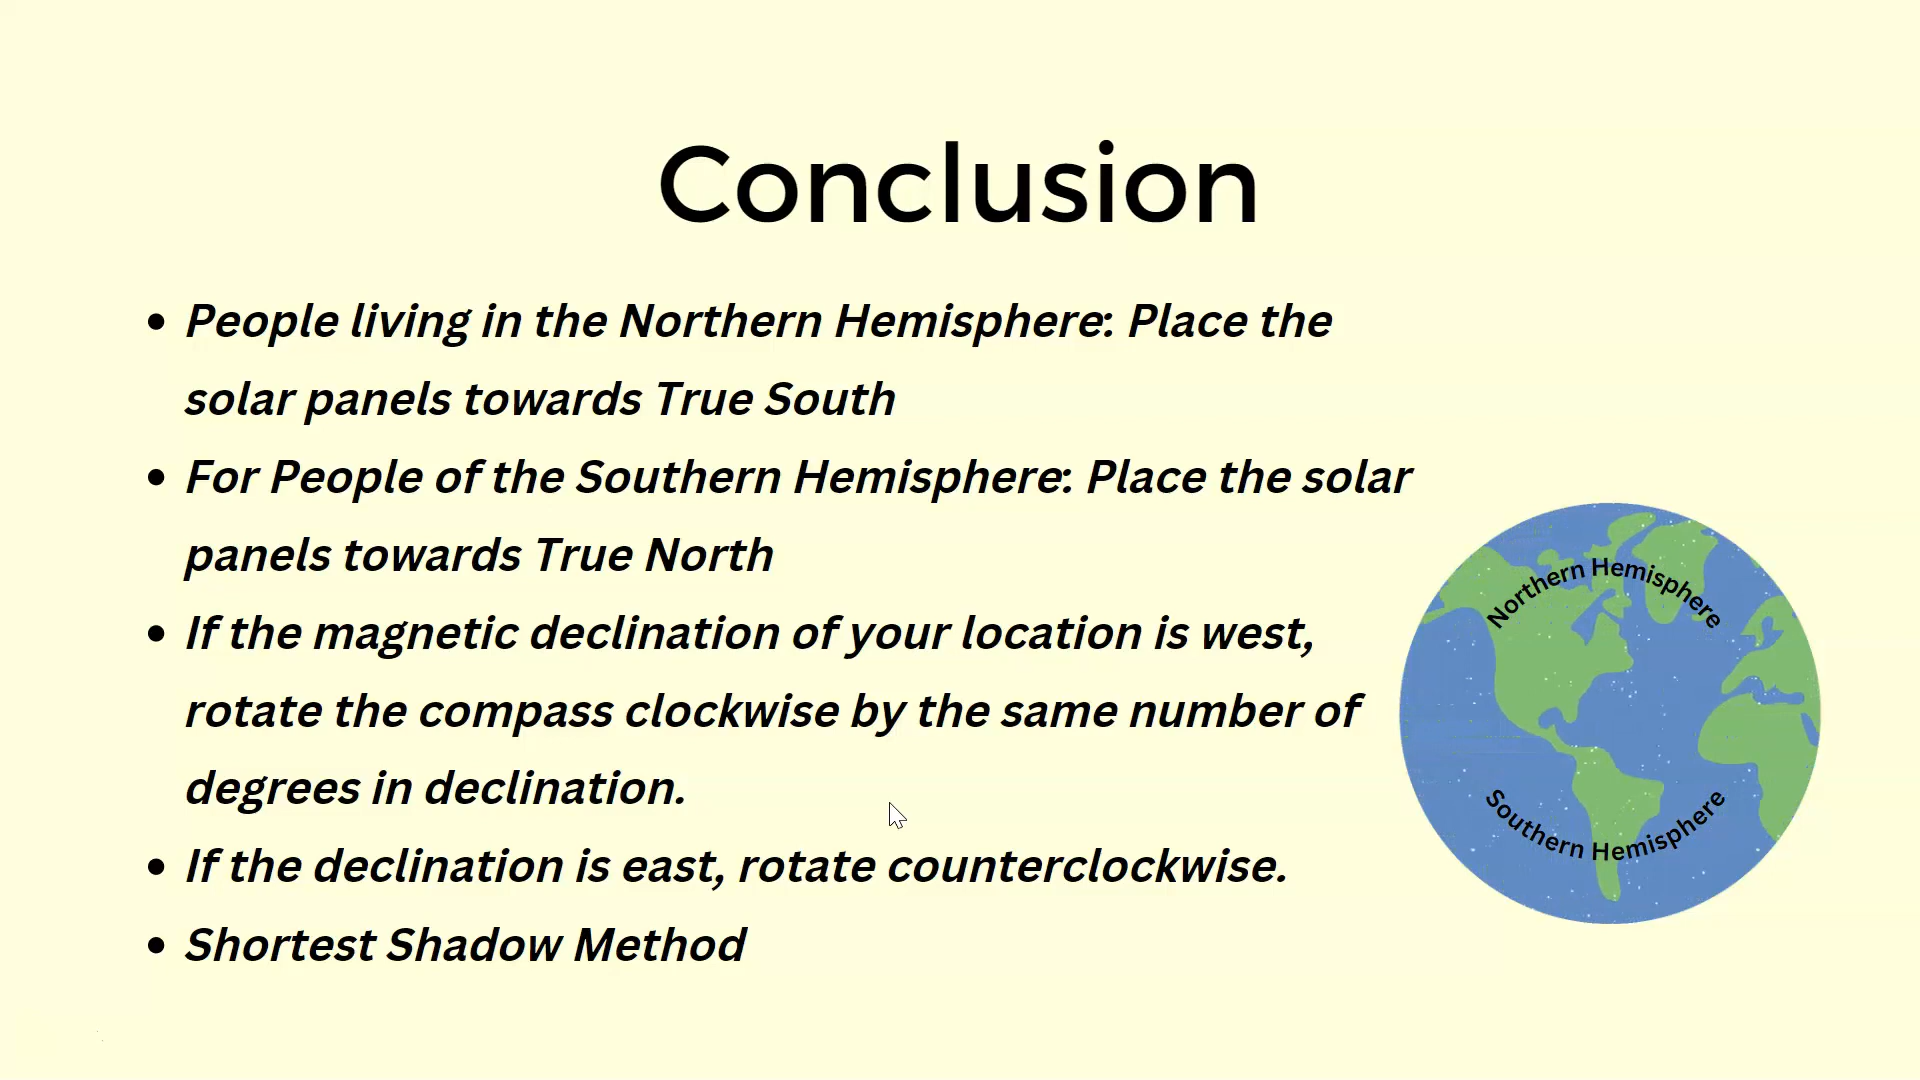 Conclusion
• People living in the Northern Hemisphere: Place the
solar panels towards True South
• For People of the Southern Hemisphere: Place the solar
panels towards True North
• If the magnetic declination of your location is west,
rotate the compass clockwise by the same number of
degrees in declination.
• If the declination is east, rotate counterclockwise.
• Shortest Shadow Method
Northern Hemisphere
Southern Hemisphere